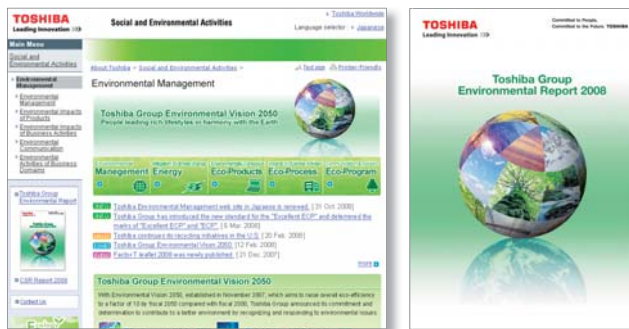 TOSHIBA
Leading Innovation >>>
Social and Environmental Activities
Toshiba Worldwide
Language selector
Japanese
Main Menu
Social and
Environmental Activities
Environmental
Management
Environmental
Management
Environmental Impacts
of Products
Environmental Impacts
of Business Activities
Environmental
Communication
Environmental
Activities of Business
Domains
Toshiba Group
Environmental Report
CSR Report 2008
Contact Us
About Toshiba > Social and Environmental Activities >
Text size
Printer-Friendly
Environmental Management
Toshiba Group Environmental Vision 2050
People leading rich lifestyles in harmony with the Earth
Management
Energy
Eco-Products
Eco-Process
Eco-Program
Toshiba Environmental Management web site in Japanese is renewed. [31 Oct. 2008]
Toshiba Group has introduced the new standard for the "Excellent ECP" and determined the
marks of "Excellent ECP" and "ECP". [6 Mar. 2008]
Toshiba continues its recycling initiatives in the U.S. [20 Feb. 2008]
Toshiba Group Environmental Vision 2050. [12 Feb. 2008]
Factor T leaflet 2008 was newly published. [21 Dec. 2007]
more
Toshiba Group Environmental Vision 2050
With Environmental Vision 2050, established in November 2007, which aims to raise overall eco-efficiency
to a factor of 10 by fiscal 2050 compared with fiscal 2000, Toshiba Group announced its commitment and
determination to contribute to a better environment by recognizing and responding to environmental issues
TOSHIBA
Leading Innovation >>>
Committed to People,
Committed to the Future. TOSHIBA
Toshiba Group
Environmental Report 2008